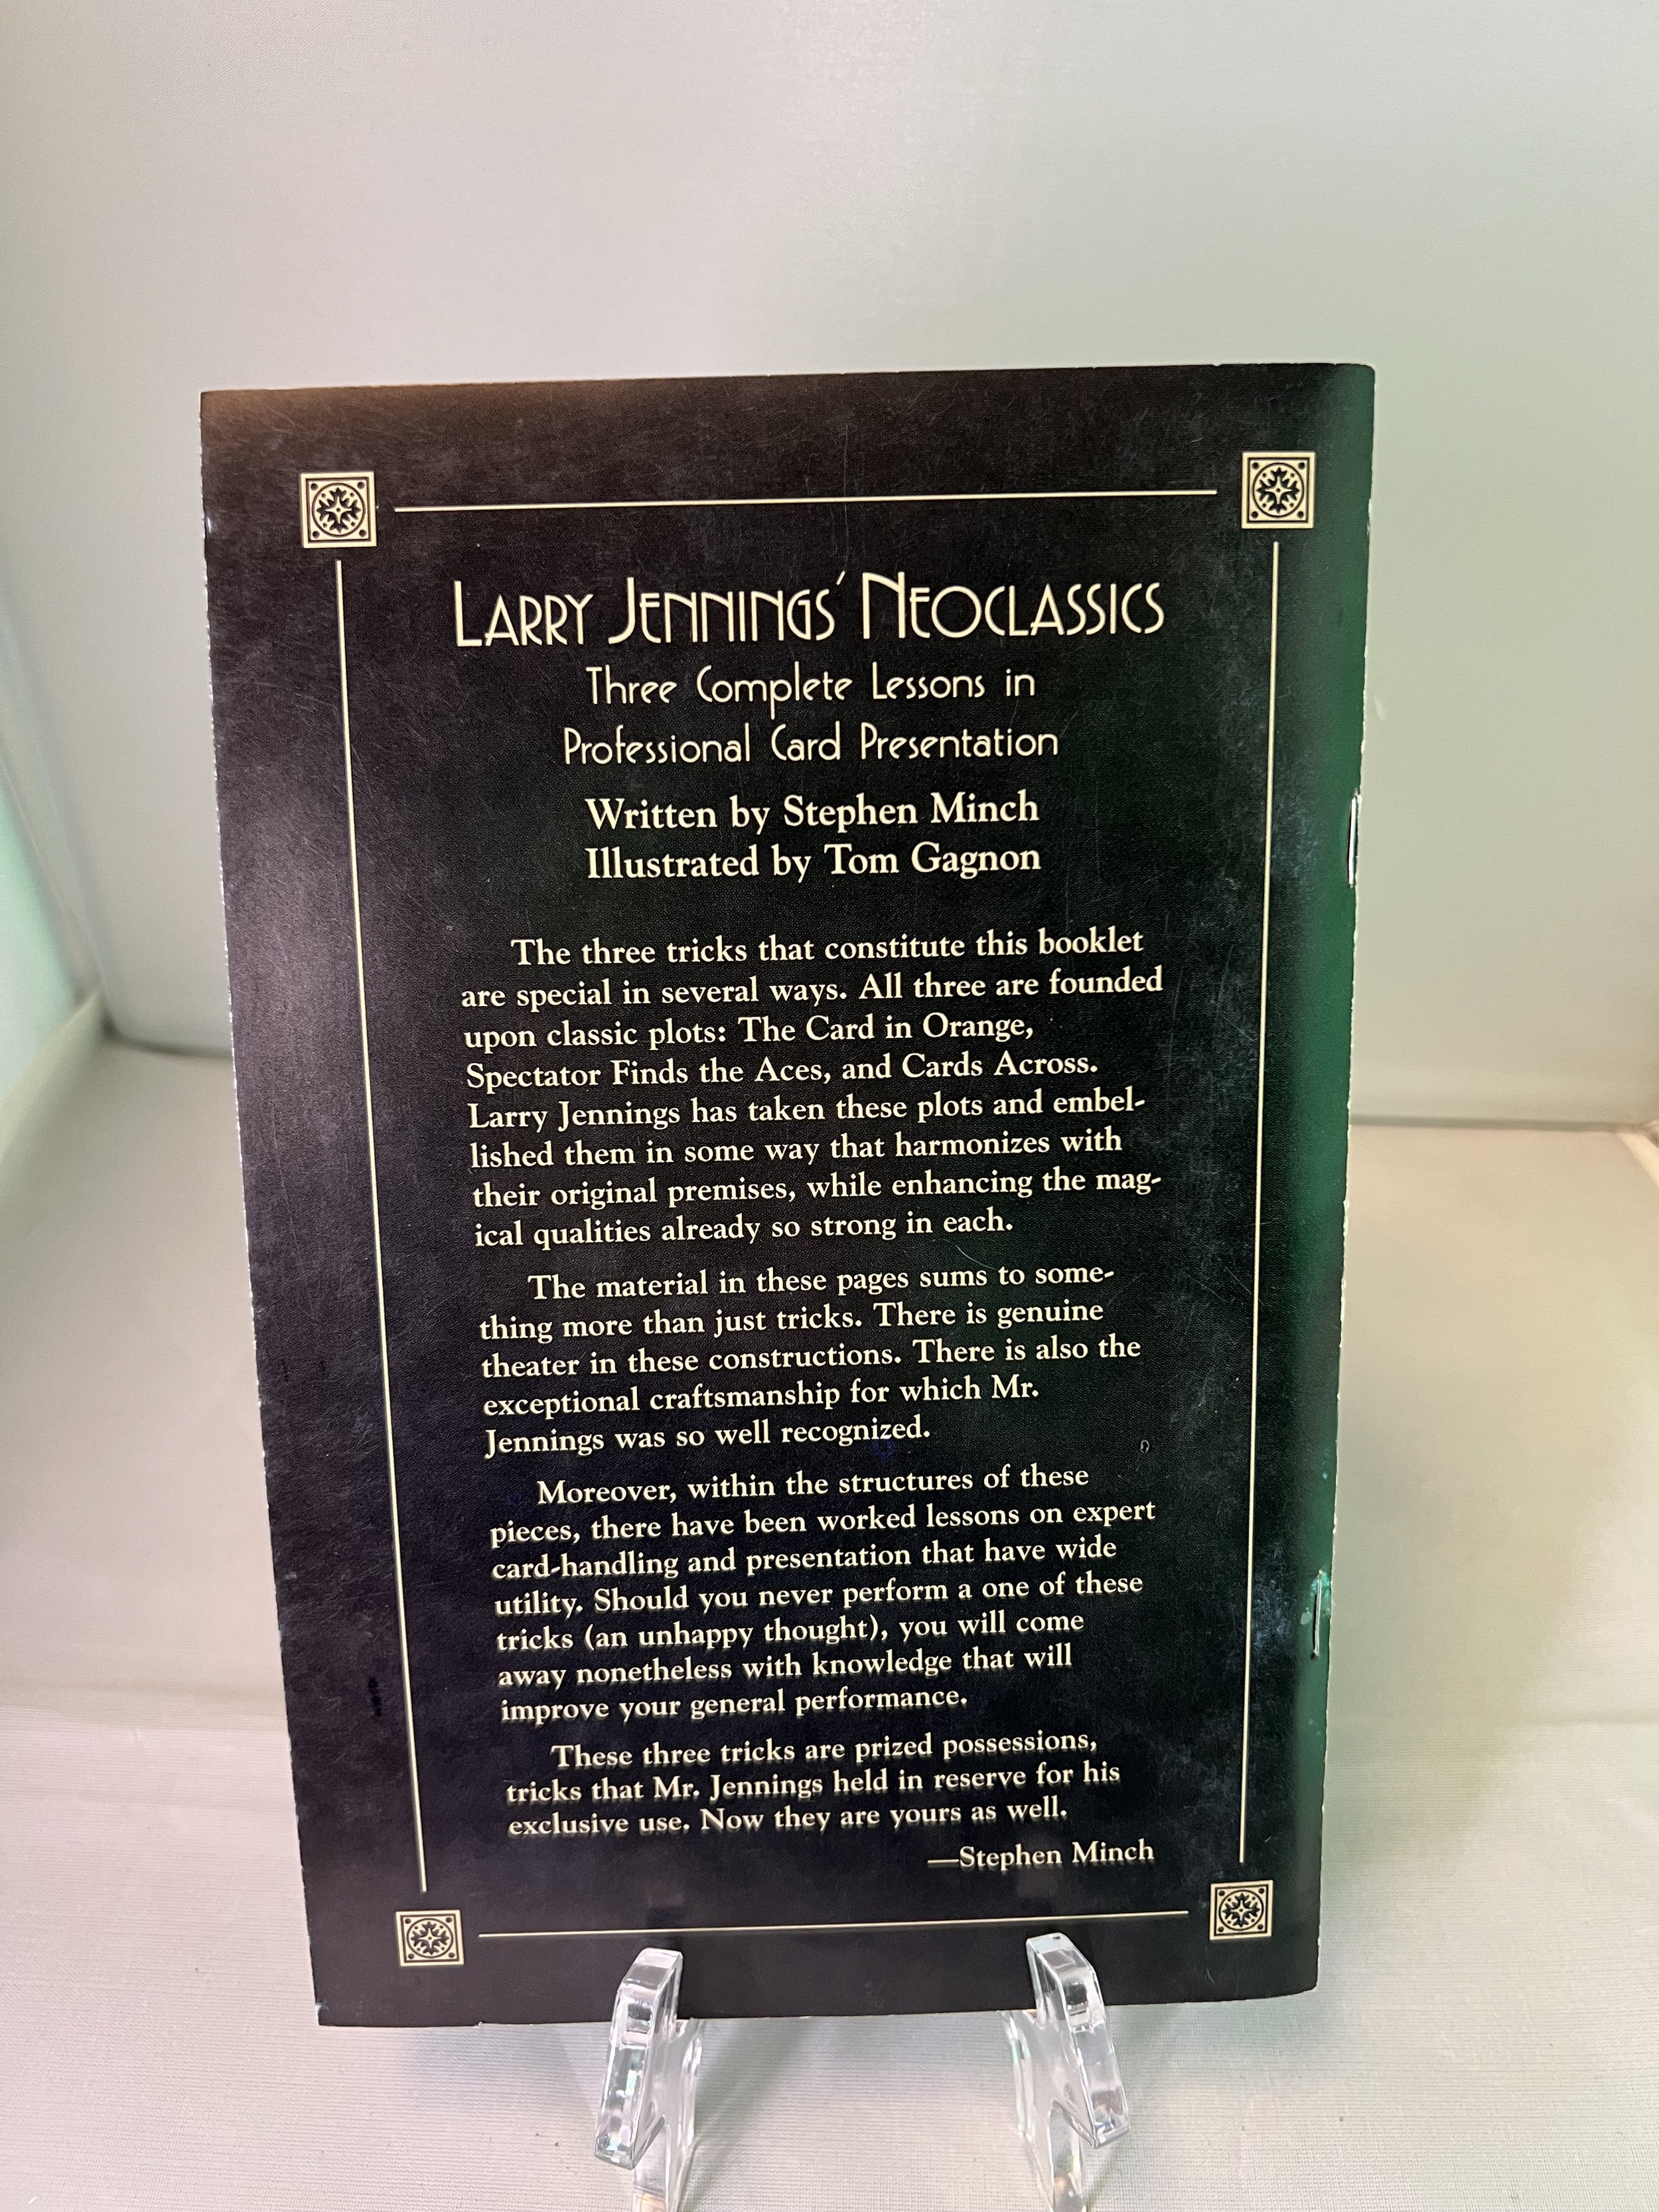 LARRY JENNINGS' NEOCLASSICS
Three Complete Lessons in
Professional Card Presentation
Written by Stephen Minch
Illustrated by Tom Gagnon
The three tricks that constitute this booklet
are special in several ways. All three are founded
upon classic plots: The Card in Orange,
Spectator Finds the Aces, and Cards Across.
Larry Jennings has taken these plots and embel-
lished them in some way that harmonizes with
their original premises, while enhancing the mag-
ical qualities already so strong in each.
The material in these pages sums to some-
thing more than just tricks. There is genuine
theater in these constructions. There is also the
exceptional craftsmanship for which Mr.
Jennings was so well recognized.
Moreover, within the structures of these
pieces, there have been worked lessons on expert
card-handling and presentation that have wide
utility. Should you never perform a one of these
tricks (an unhappy thought), you will come
away nonetheless with knowledge that will
improve your general performance.
These three tricks are prized possessions,
tricks that Mr. Jennings held in reserve for his
exclusive use. Now they are yours as well.
—Stephen Minch